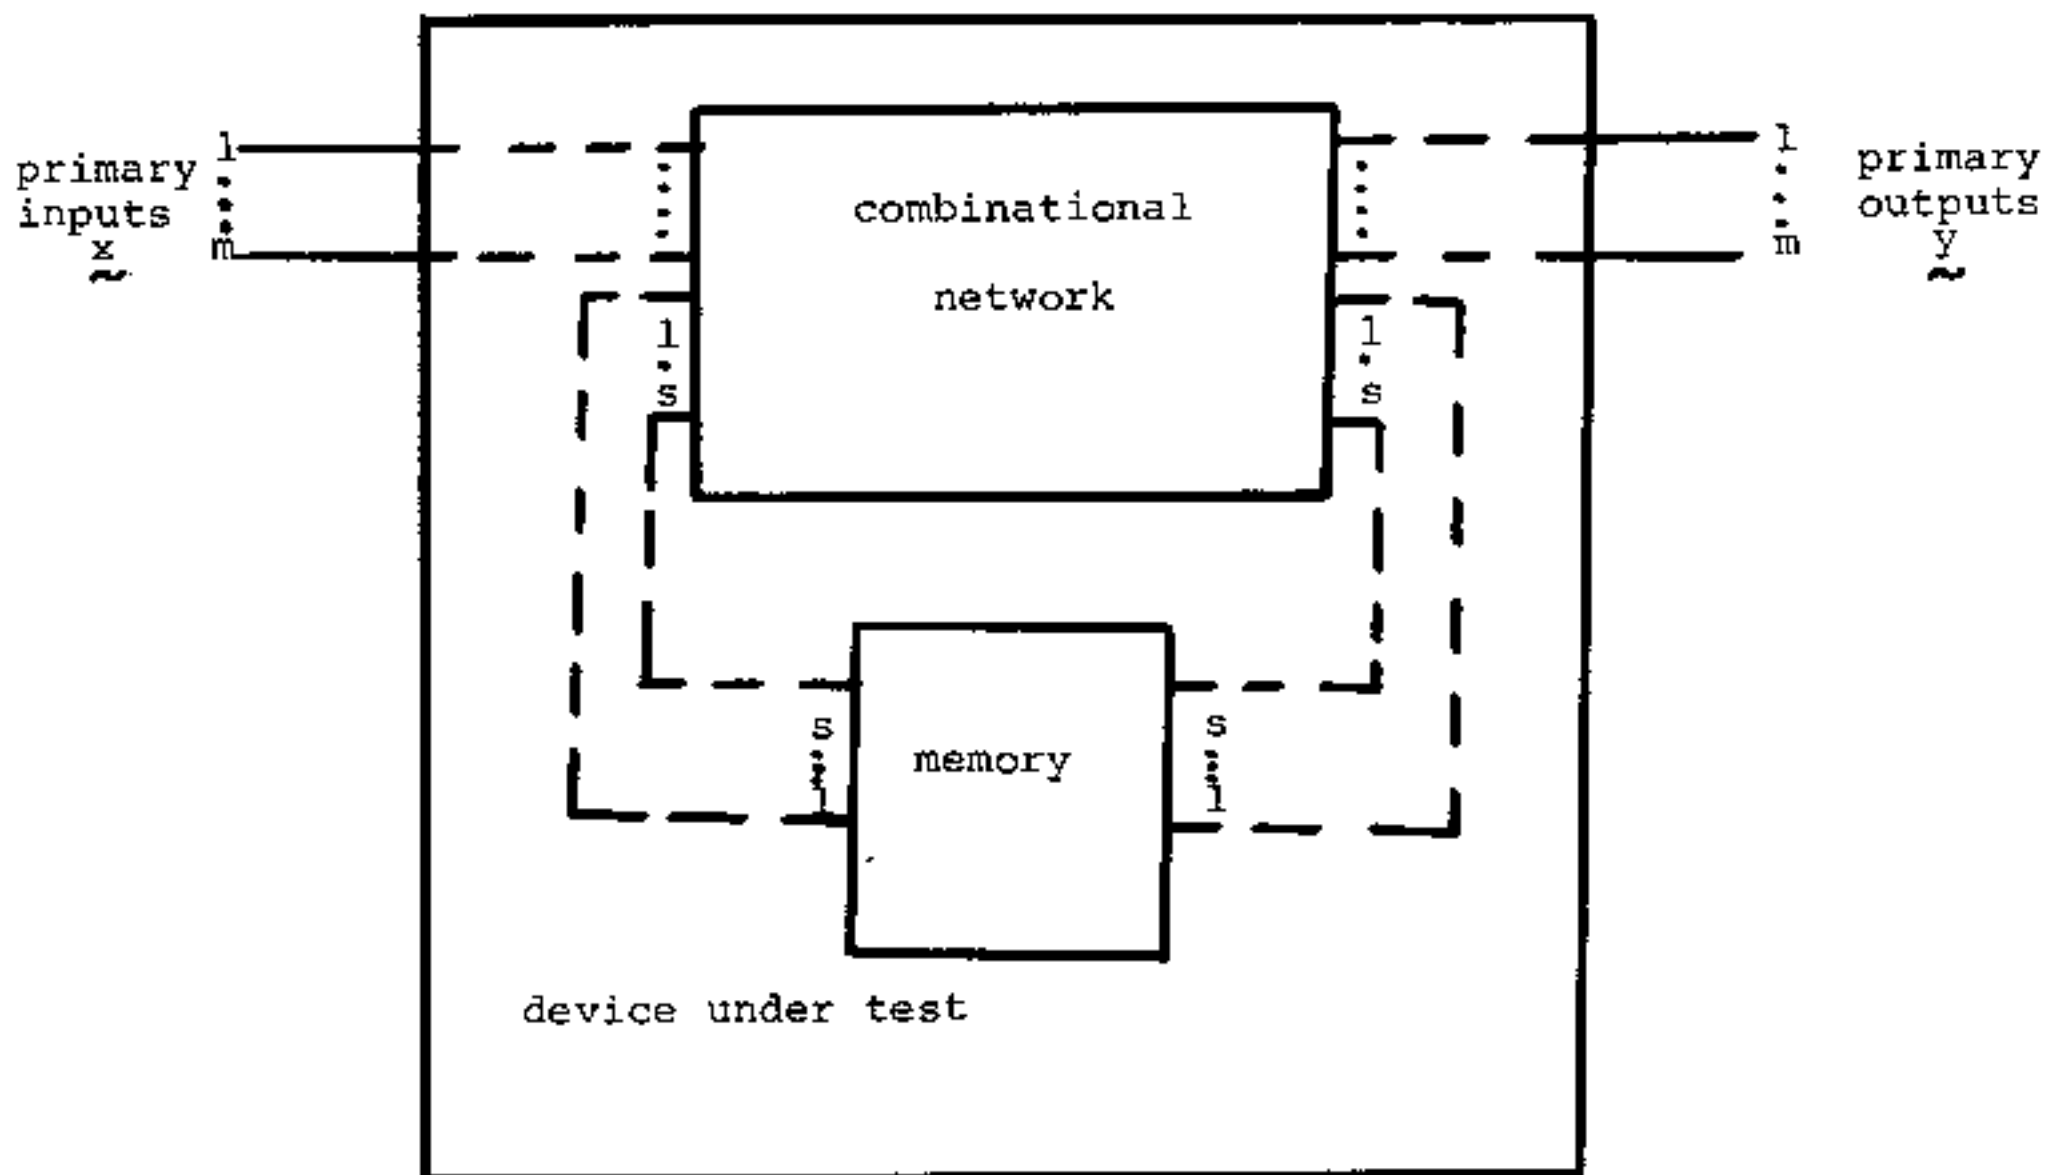 primary
inputs
x
1
m
combinational
network
1
s
1
s
1
m
primary
outputs
y
s
1
memory
s
1
device under test